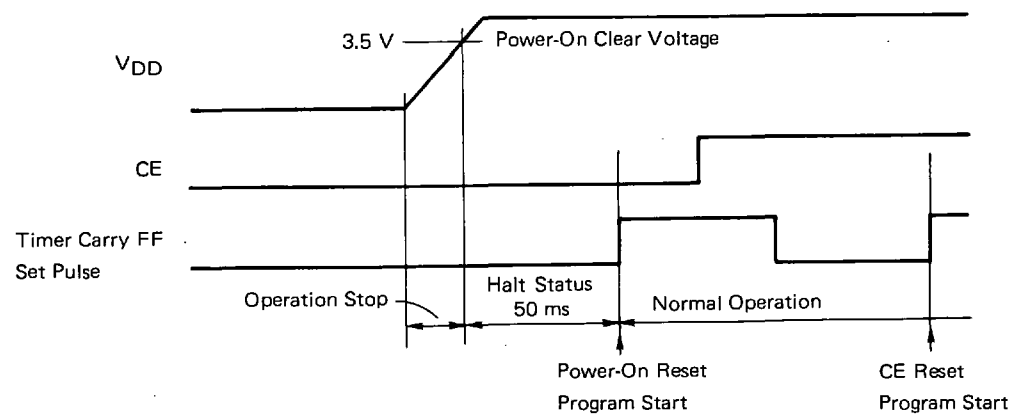 3.5 V
Power-On Clear Voltage
VDD
CE
Timer Carry FF
Set Pulse
Operation Stop
Halt Status
50 ms
Normal Operation
Power-On Reset
Program Start
CE Reset
Program Start